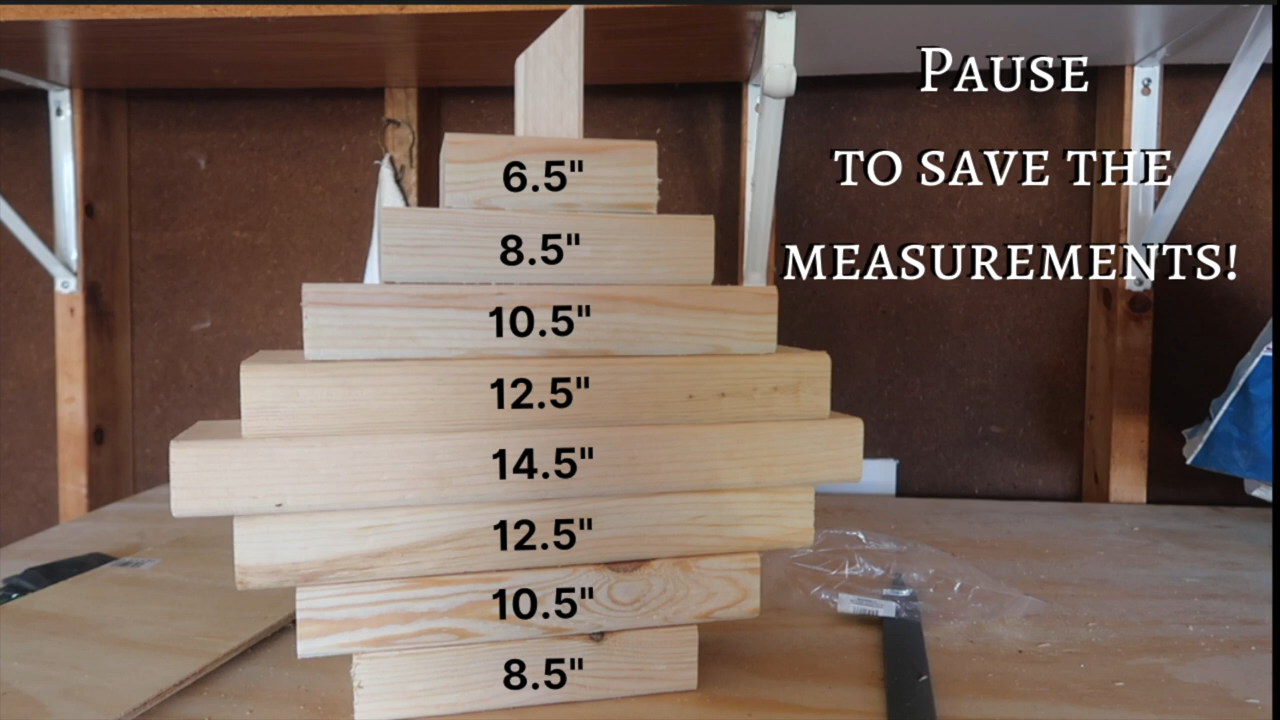 Pause
to save the
measurements!
6.5"
8.5"
10.5"
12.5"
14.5"
12.5"
10.5"
8.5"